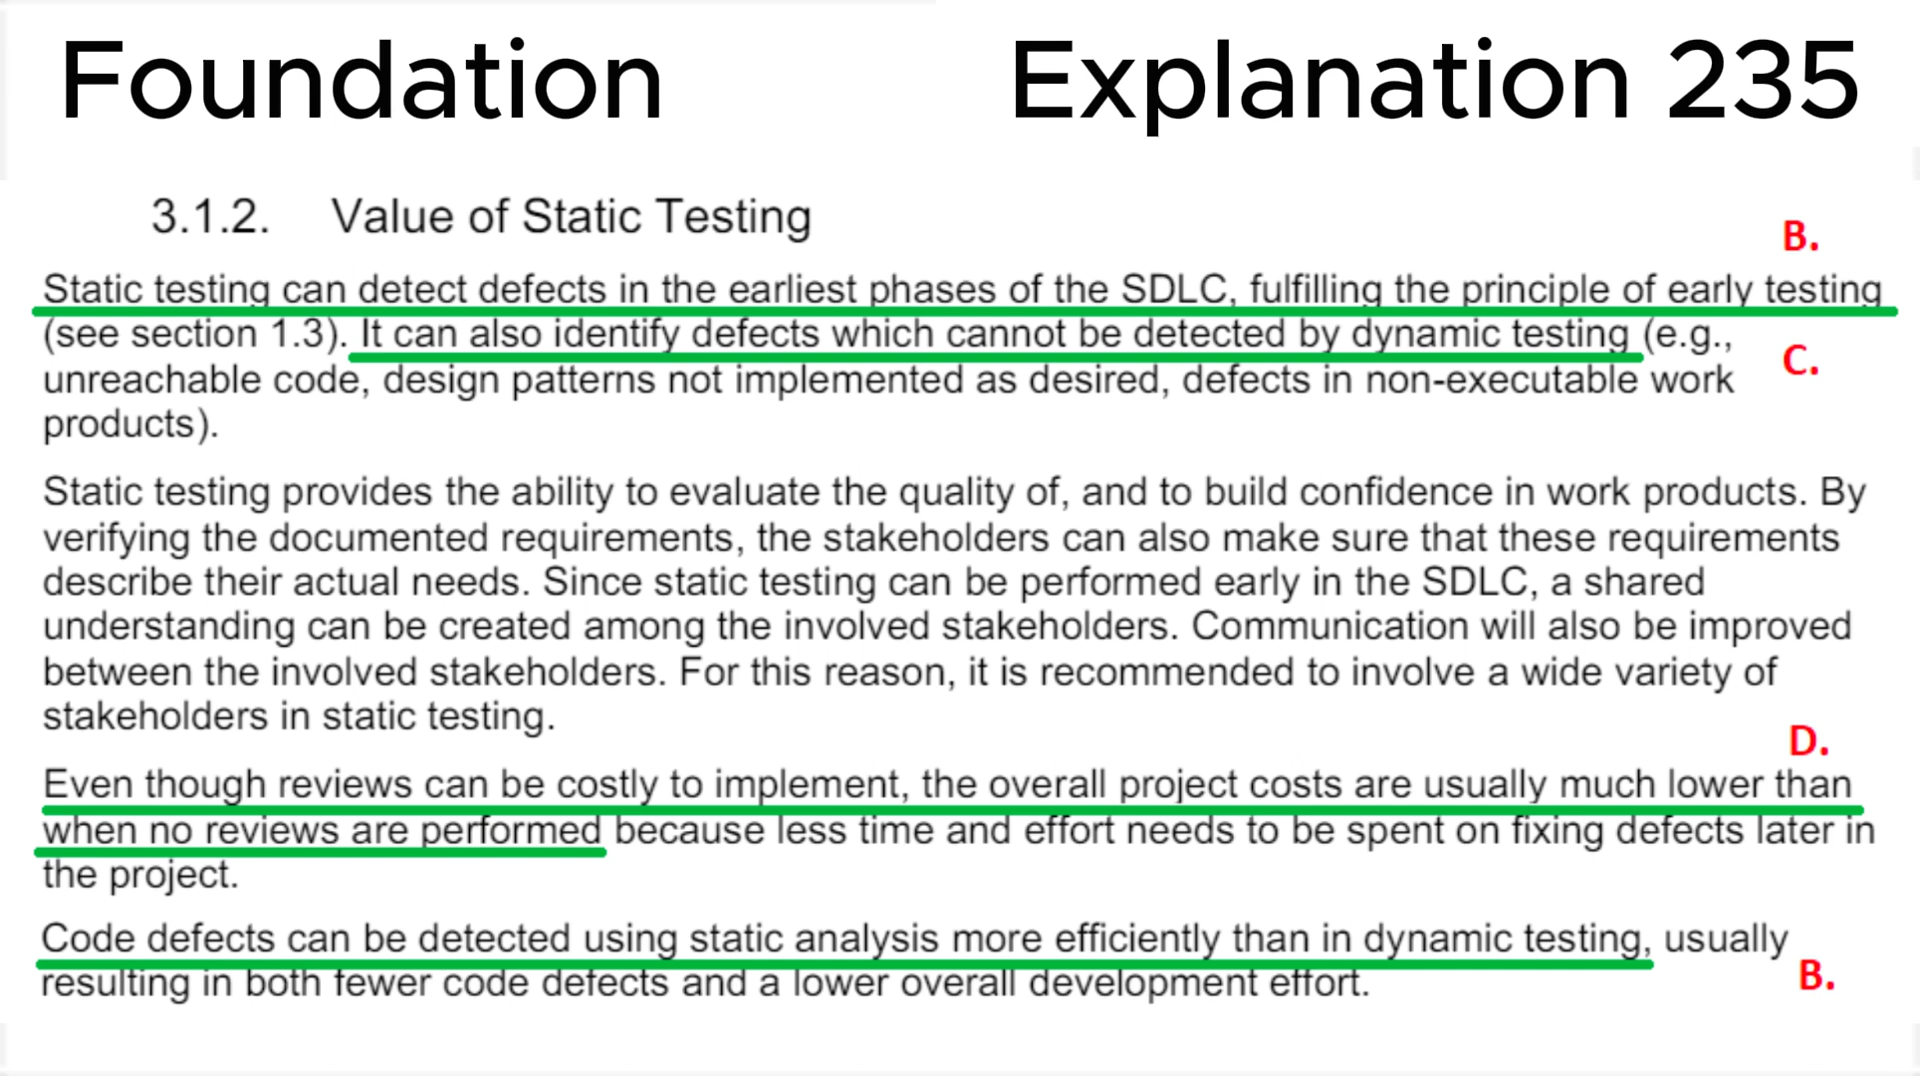 Foundation
Explanation 235
3.1.2. Value of Static Testing
B.
Static testing can detect defects in the earliest phases of the SDLC, fulfilling the principle of early testing
(see section 1.3). It can also identify defects which cannot be detected by dynamic testing (e.g.,
C.
unreachable code, design patterns not implemented as desired, defects in non-executable work
products).
Static testing provides the ability to evaluate the quality of, and to build confidence in work products. By
verifying the documented requirements, the stakeholders can also make sure that these requirements
describe their actual needs. Since static testing can be performed early in the SDLC, a shared
understanding can be created among the involved stakeholders. Communication will also be improved
between the involved stakeholders. For this reason, it is recommended to involve a wide variety of
stakeholders in static testing.
D.
Even though reviews can be costly to implement, the overall project costs are usually much lower than
when no reviews are performed because less time and effort needs to be spent on fixing defects later in
the project.
Code defects can be detected using static analysis more efficiently than in dynamic testing, usually
B.
resulting in both fewer code defects and a lower overall development effort.